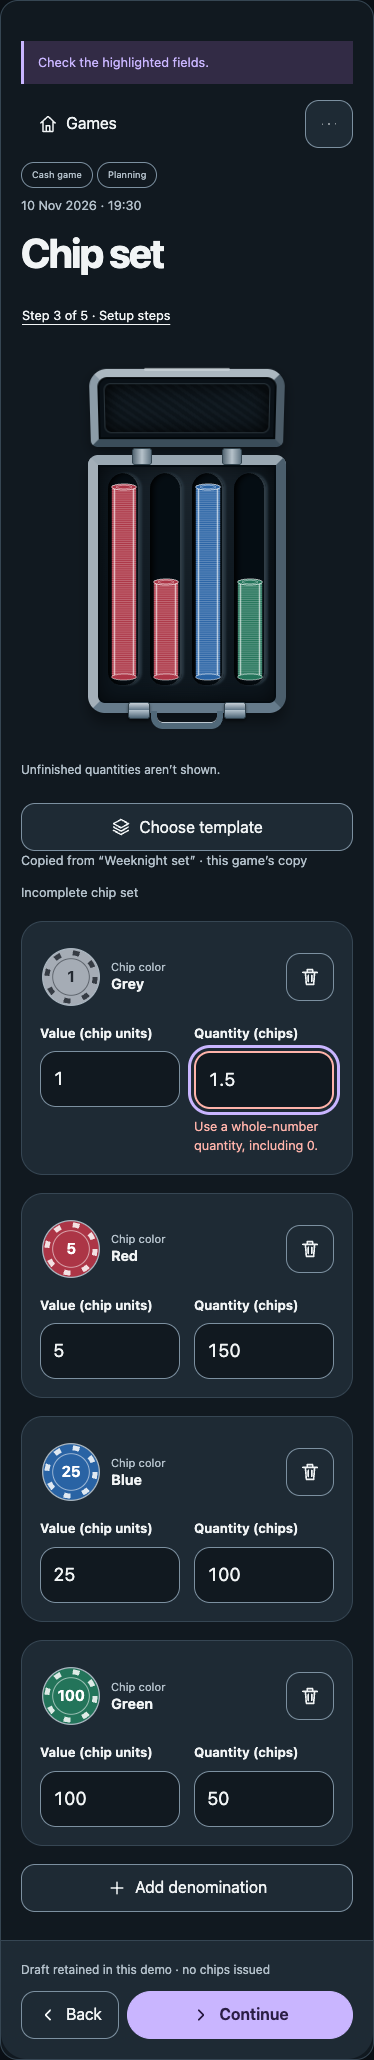 Check the highlighted fields.
Games
Cash game
Planning
10 Nov 2026 · 19:30
Chip set
Step 3 of 5 · Setup steps
Unfinished quantities aren’t shown.
Choose template
Copied from “Weeknight set” · this game’s copy
Incomplete chip set
1
Chip color
Grey
Value (chip units)
Quantity (chips)
1
1.5
Use a whole-number
quantity, including 0.
5
Chip color
Red
Value (chip units)
Quantity (chips)
5
150
25
Chip color
Blue
Value (chip units)
Quantity (chips)
25
100
100
Chip color
Green
Value (chip units)
Quantity (chips)
100
50
Add denomination
Draft retained in this demo · no chips issued
Back
Continue